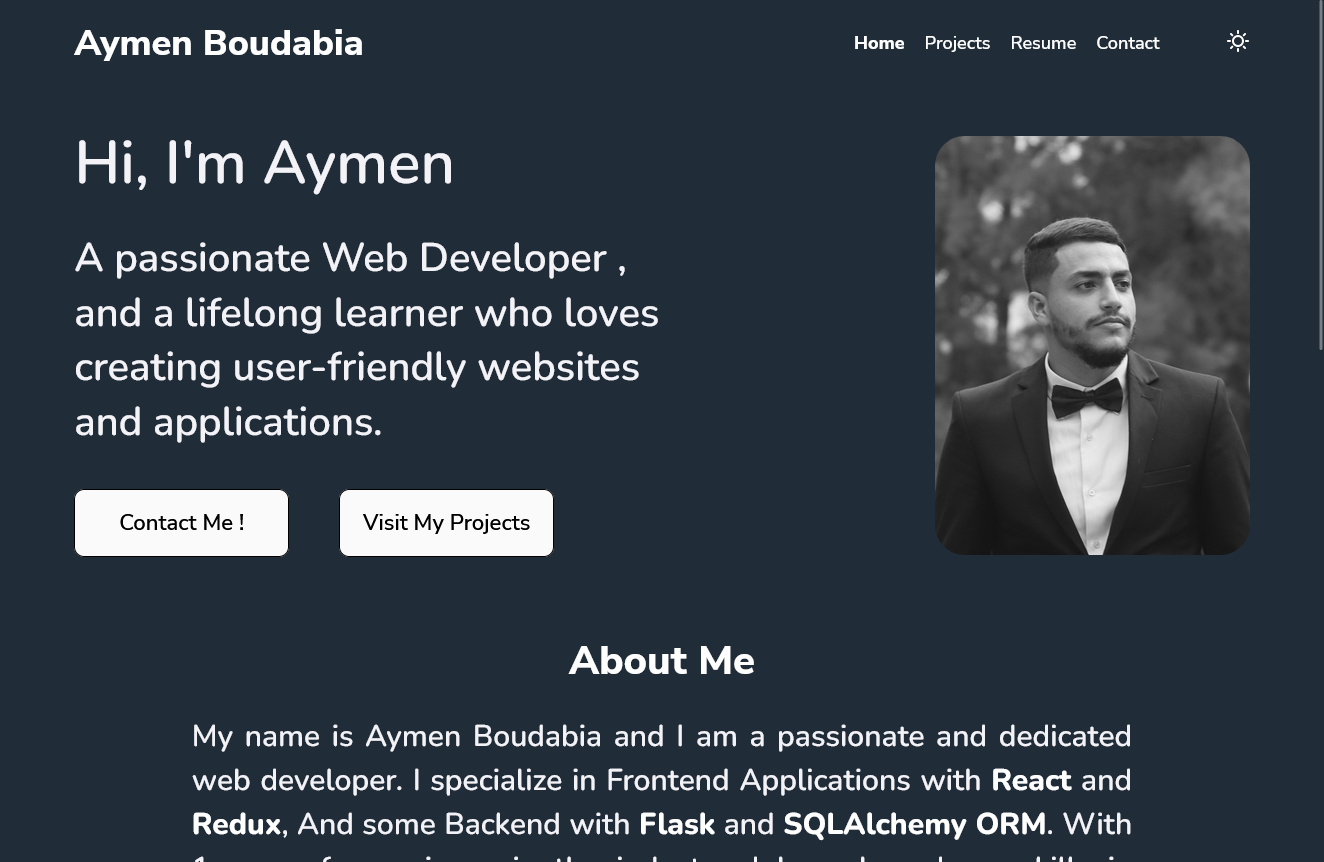 Aymen Boudabia
Home Projects Resume Contact
Hi, I'm Aymen
A passionate Web Developer ,
and a lifelong learner who loves
creating user-friendly websites
and applications.
Contact Me !
Visit My Projects
About Me
My name is Aymen Boudabia and I am a passionate and dedicated
web developer. I specialize in Frontend Applications with React and
Redux, And some Backend with Flask and SQLAlchemy ORM. With